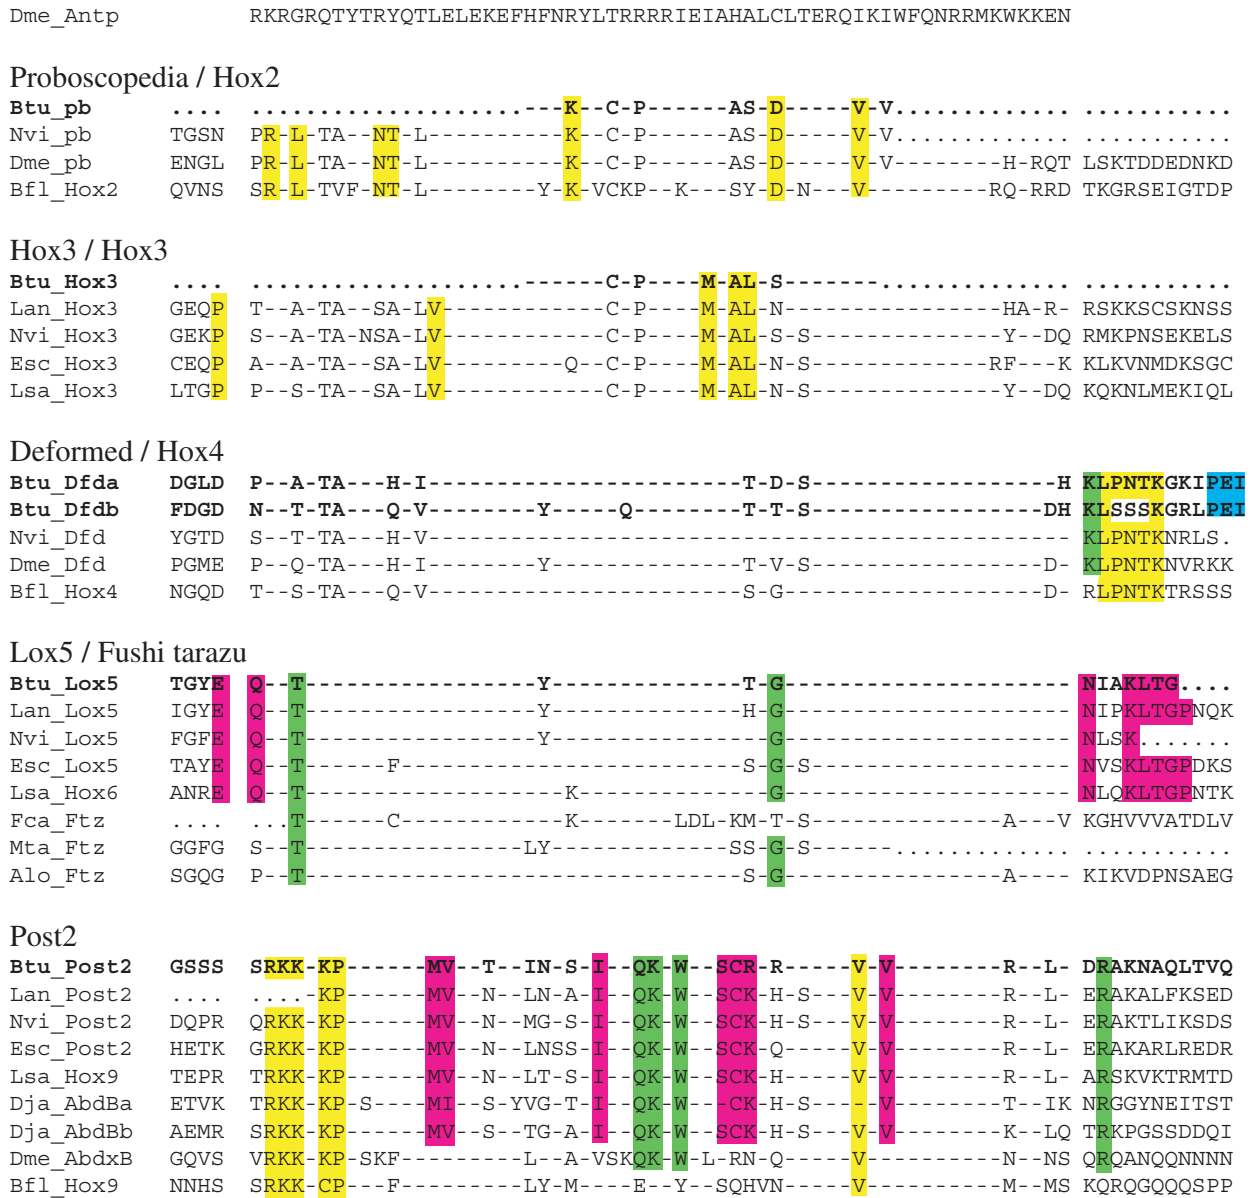 Dme_Antp RKRGRQTYTRYQTLELEKEFHFNRYLTRRRRIEIAHALCLTERQIKIWFQNRRMKWKKEN
Proboscopedia / Hox2
Btu_pb .... ....................---K--C-P------AS-D-----V-V............. ...........
Nvi_pb TGSN PR-L-TA--NT-L----------K--C-P------AS-D-----V-V............. ...........
Dme_pb ENGL PR-L-TA--NT-L----------K--C-P------AS-D-----V-V--------H-RQT LSKTDDEDNKD
Bfl_Hox2 QVNS SR-L-TVF-NT-L--------Y-K-VCKP--K---SY-D-N---V---------RQ-RRD TKGRSEIGTDP
Hox3 / Hox3
Btu_Hox3 .... ....................------C-P----M-AL-S-------.............. ...........
Lan_Hox3 GEQP T--A-TA--SA-LV------------C-P----M-AL-N----------------HA-R- RSKKSCSKNSS
Nvi_Hox3 GEKP S--A-TA-NSA-LV------------C-P----M-AL-S-S--------------Y--DQ RMKPNSEKELS
Esc_Hox3 CEQP A--A-TA--SA-LV---------Q--C-P----M-AL-N-S-------------RF---K KLKVNMDKSGC
Lsa_Hox3 LTGP P--S-TA--SA-LV------------C-P----M-AL-N-S--------------Y--DQ KQKNLMEKIQL
Deformed / Hox4
Btu_Dfda DGLD P--A-TA---H-I-----------------------T-D-S------------------H KLPNTKGKIPEI
Btu_Dfdb FDGD N--T-TA---Q-V--------Y-----Q--------T-T-S-----------------DH KLSSSKGRLPEI
Nvi_Dfd YGTD S--T-TA---H-V----------------------------------------------- KLPNTKNRLS.
Dme_Dfd PGME P--Q-TA---H-I--------Y--------------T-V-S-----------------D- KLPNTKNVRKK
Bfl_Hox4 NGQD T--S-TA---Q-V-----------------------S-G-------------------D- RLPNTKTRSSS
Lox5 / Fushi tarazu
Btu_Lox5 TGYE Q--T-----------------Y--------------T-G--------------------- NIAKLTG....
Lan_Lox5 IGYE Q--T-----------------Y--------------H-G--------------------- NIPKLTGPNQK
Nvi_Lox5 FGFE Q--T-----------------Y----------------G--------------------- NLSK.......
Esc_Lox5 TAYE Q--T------F-------------------------S-G-S------------------- NVSKLTGPDKS
Lsa_Hox6 ANRE Q--T-------------------K--------------G--------------------- NLQKLTGPNTK
Fca_Ftz .... ...T------C------------K-------LDL-KM-T-S--------------A---V KGHVVVATDLV
Mta_Ftz GGFG S--T----------------LY-------------SS-G-S------............. ...........
Alo_Ftz SGQG P--T--------------------------------S-G----------------A---- KIKVDPNSAEG
Post2
Btu_Post2 GSSS SRKK-KP------MV--T--IN-S-I--QK-W--SCR-R-----V-V--------R--L- DRAKNAQLTVQ
Lan_Post2 .... ....-KP------MV--N--LN-A-I--QK-W--SCK-H-S---V-V--------R--L- ERAKALFKSED
Nvi_Post2 DQPR QRKK-KP------MV--N--MG-S-I--QK-W--SCK-H-S---V-V--------R--L- ERAKTLIKSDS
Esc_Post2 HETK GRKK-KP------MV--N--LNSS-I--QK-W--SCK-Q-----V-V--------R--L- ERAKARLREDR
Lsa_Hox9 TEPR TRKK-KP------MV--N--LT-S-I--QK-W--SCK-H-S---V-V--------R--L- ARSKVKTRMTD
Dja_AbdBa ETVK TRKK-KP-S----MI--S-YVG-T-I--QK-W---CK-H-S-----V--------T--IK NRGGYNEITST
Dja_AbdBb AEMR SRKK-KP------MV--S--TG-A-I--QK-W--SCK-H-S---V-V--------K--LQ TRKPGSSDDQI
Dme_AbdxB GQVS VRKK-KP-SKF---------L--A-VSKQK-W-L-RN-Q-----V----------N--NS QRQANQQNNNN
Bfl_Hox9 NNHS SRKK-CP---F---------LY-M----E--Y--SQHVN-----V----------M--MS KQRQGQQQSPP